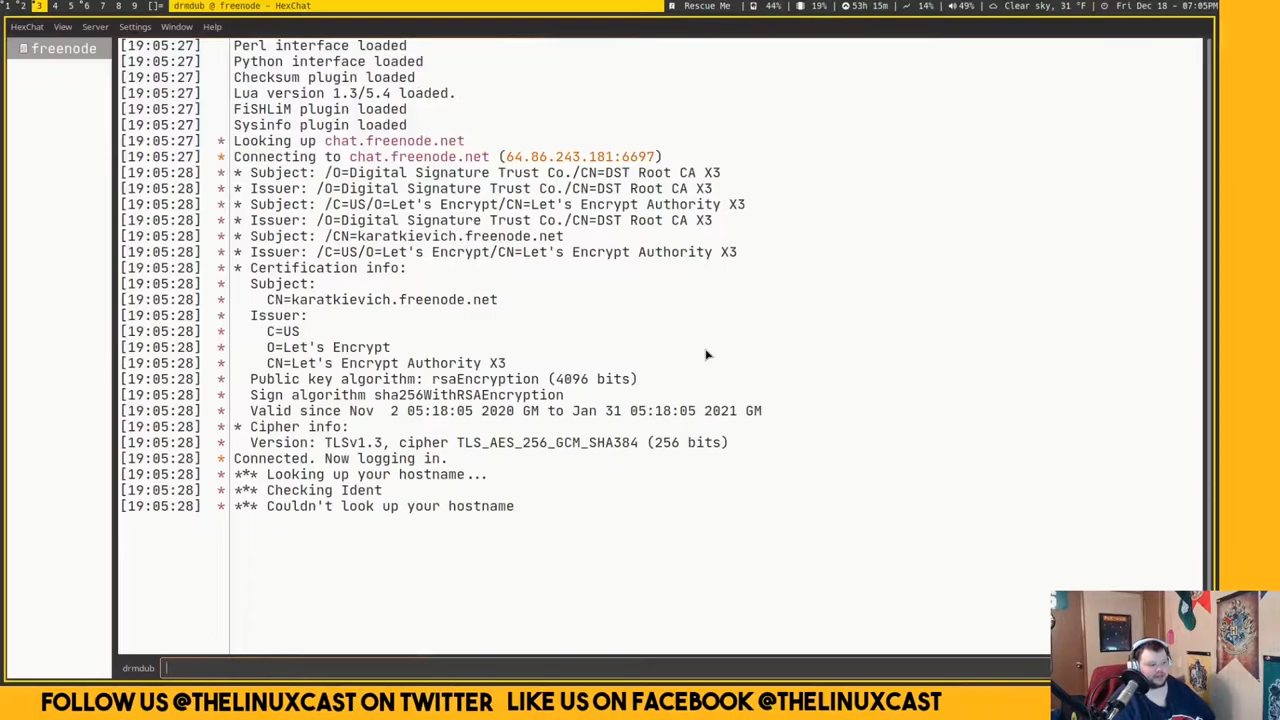 1 2 3 4 5 6 7 8 9 []= drmdub @ freenode - HexChat Rescue Me | 44% | 19% | 53h 15m | 14% | 49% | Clear sky, 31 °F | Fri Dec 18 - 07:05PM
HexChat View Server Settings Window Help
freenode
[19:05:27] Perl interface loaded
[19:05:27] Python interface loaded
[19:05:27] Checksum plugin loaded
[19:05:27] Lua version 1.3/5.4 loaded.
[19:05:27] FiSHLiM plugin loaded
[19:05:27] Sysinfo plugin loaded
[19:05:27] * Looking up chat.freenode.net
[19:05:27] * Connecting to chat.freenode.net (64.86.243.181:6697)
[19:05:28] * * Subject: /O=Digital Signature Trust Co./CN=DST Root CA X3
[19:05:28] * * Issuer: /O=Digital Signature Trust Co./CN=DST Root CA X3
[19:05:28] * * Subject: /C=US/O=Let's Encrypt/CN=Let's Encrypt Authority X3
[19:05:28] * * Issuer: /O=Digital Signature Trust Co./CN=DST Root CA X3
[19:05:28] * * Subject: /CN=karatkievich.freenode.net
[19:05:28] * * Issuer: /C=US/O=Let's Encrypt/CN=Let's Encrypt Authority X3
[19:05:28] * * Certification info:
[19:05:28] * Subject:
[19:05:28] * CN=karatkievich.freenode.net
[19:05:28] * Issuer:
[19:05:28] * C=US
[19:05:28] * O=Let's Encrypt
[19:05:28] * CN=Let's Encrypt Authority X3
[19:05:28] * Public key algorithm: rsaEncryption (4096 bits)
[19:05:28] * Sign algorithm sha256WithRSAEncryption
[19:05:28] * Valid since Nov 2 05:18:05 2020 GM to Jan 31 05:18:05 2021 GM
[19:05:28] * * Cipher info:
[19:05:28] * Version: TLSv1.3, cipher TLS_AES_256_GCM_SHA384 (256 bits)
[19:05:28] * Connected. Now logging in.
[19:05:28] * *** Looking up your hostname...
[19:05:28] * *** Checking Ident
[19:05:28] * *** Couldn't look up your hostname
drmdub
FOLLOW US @THELINUXCAST ON TWITTER LIKE US ON FACEBOOK @THELINUXCAST